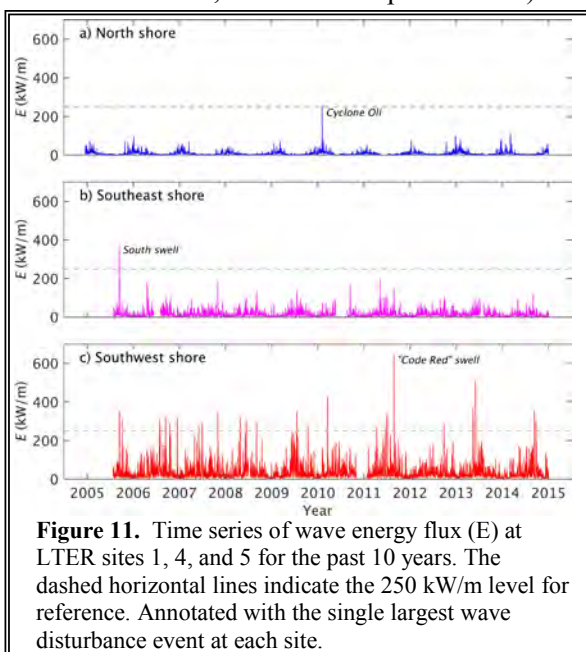 a) North shore
600
400
200
0
E (kW/m)
Cyclone Oli
b) Southeast shore
600
400
200
0
E (kW/m)
South swell
c) Southwest shore
600
400
200
0
E (kW/m)
"Code Red" swell
2005 2006 2007 2008 2009 2010 2011 2012 2013 2014 2015
Year
Figure 11. Time series of wave energy flux (E) at
LTER sites 1, 4, and 5 for the past 10 years. The
dashed horizontal lines indicate the 250 kW/m level for
reference. Annotated with the single largest wave
disturbance event at each site.